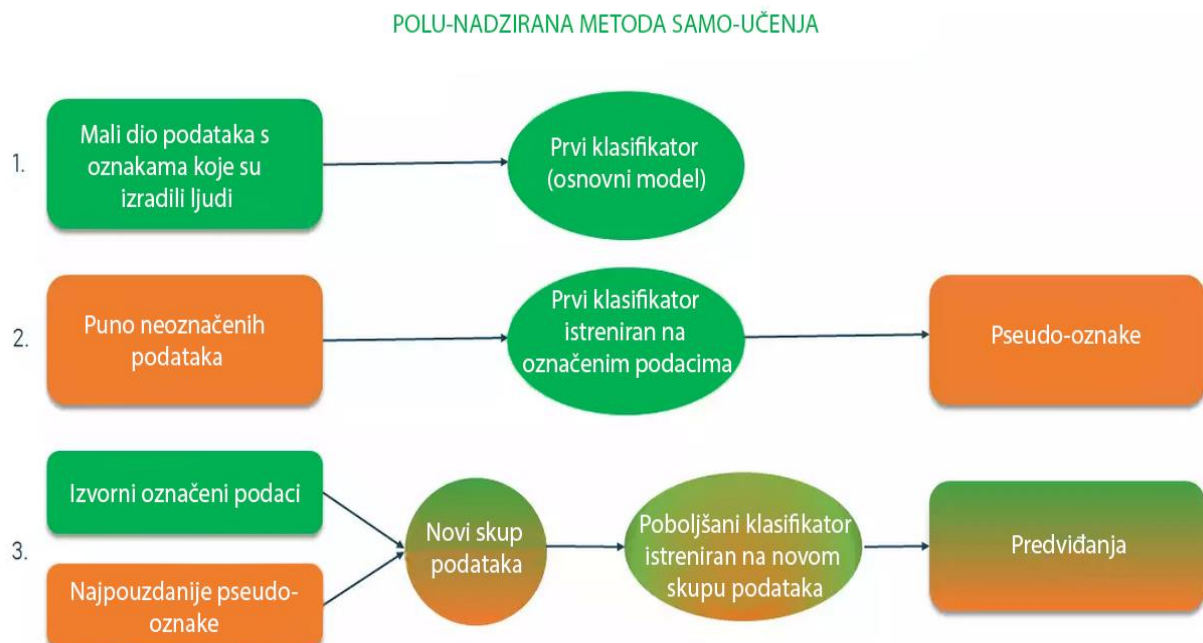 POLU-NADZIRANA METODA SAMO-UČENJA
1.
Mali dio podataka s
oznakama koje su
izradili ljudi
Prvi klasifikator
(osnovni model)
2.
Puno neoznačenih
podataka
Prvi klasifikator
istreniran na
označenim podacima
Pseudo-oznake
3.
Izvorni označeni podaci
Najpouzdanije pseudo-
oznake
Novi skup
podataka
Poboljšani klasifikator
istreniran na novom
skupu podataka
Predviđanja